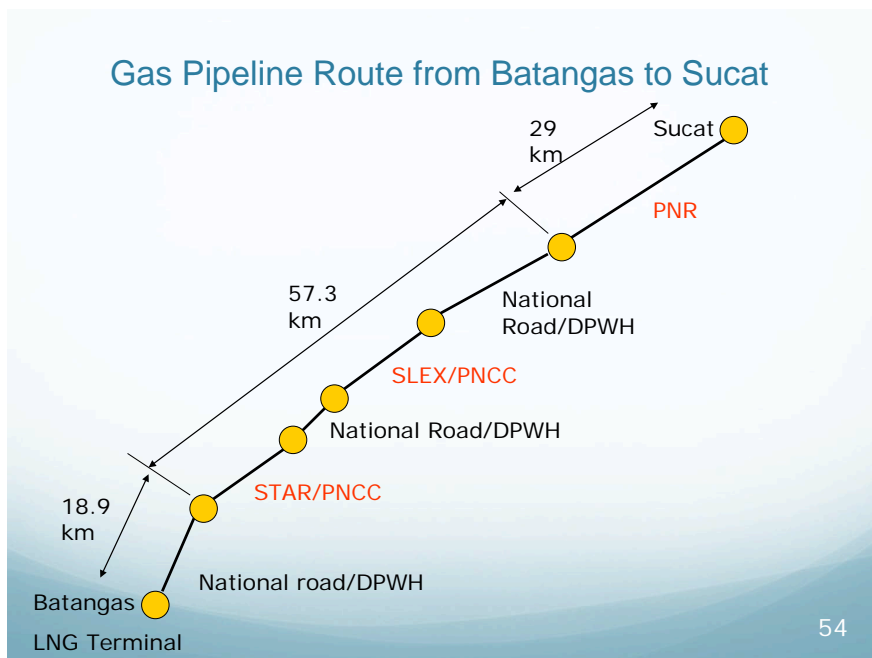 Gas Pipeline Route from Batangas to Sucat
29
km
Sucat
PNR
57.3
km
National
Road/DPWH
SLEX/PNCC
National Road/DPWH
STAR/PNCC
18.9
km
National road/DPWH
Batangas
LNG Terminal
54